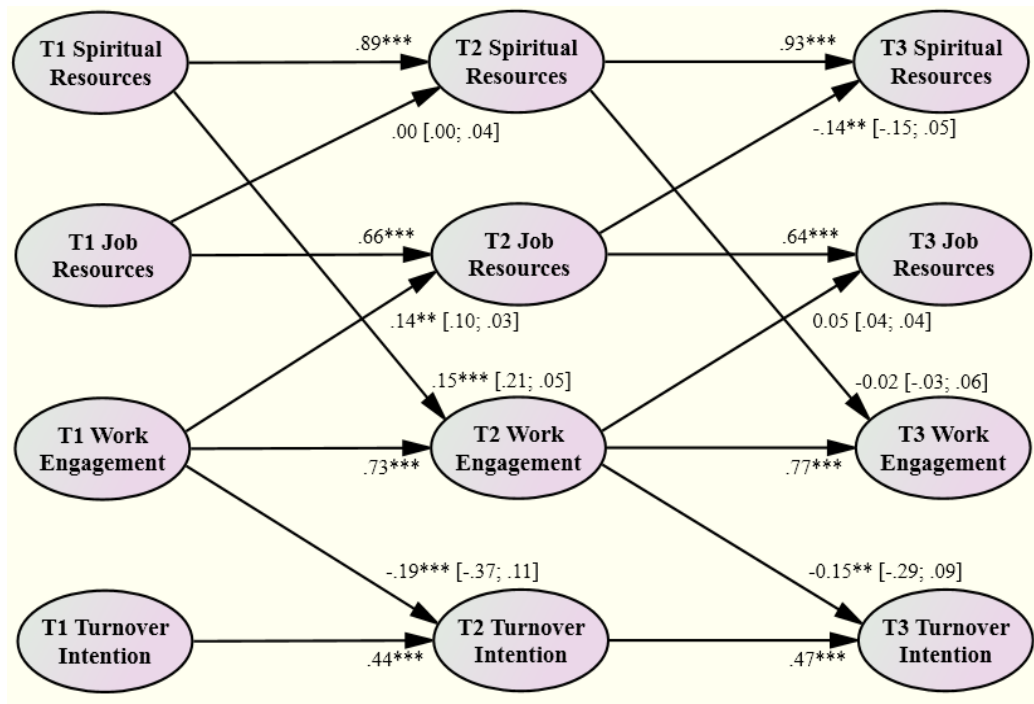 T1 Spiritual
Resources
.89***
T2 Spiritual
Resources
.93***
T3 Spiritual
Resources
.00 [.00; .04]
-.14** [-.15; .05]
T1 Job
Resources
.66***
T2 Job
Resources
.64***
T3 Job
Resources
.14** [.10; .03]
0.05 [.04; .04]
.15*** [.21; .05]
-0.02 [-.03; .06]
T1 Work
Engagement
.73***
T2 Work
Engagement
.77***
T3 Work
Engagement
-.19*** [-.37; .11]
-0.15** [-.29; .09]
T1 Turnover
Intention
.44***
T2 Turnover
Intention
.47***
T3 Turnover
Intention